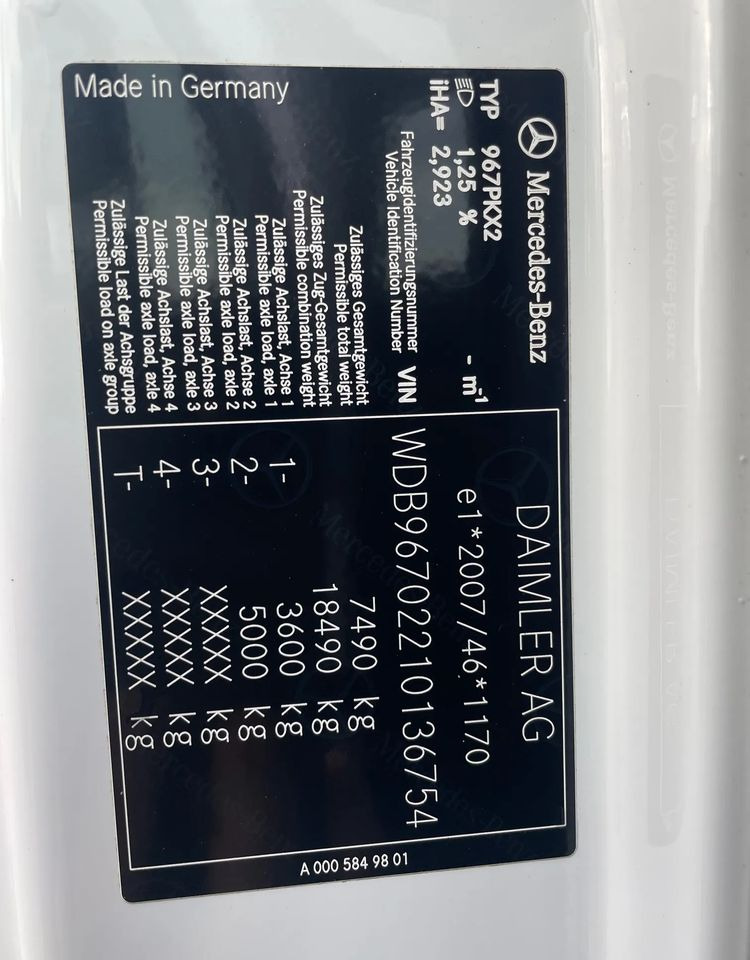 Mercedes-Benz
DAIMLER AG
TYP 967PKX2
e1*2007/46*1170
1,25 % - m-1
iHA= 2,923
Fahrzeugidentifizierungsnummer
Vehicle Identification Number VIN
WDB96702210136754
Zulässiges Gesamtgewicht
Permissible total weight
7490 kg
Zulässiges Zug-Gesamtgewicht
Permissible combination weight
18490 kg
Zulässige Achslast, Achse 1
Permissible axle load, axle 1
1- 3600 kg
Zulässige Achslast, Achse 2
Permissible axle load, axle 2
2- 5000 kg
Zulässige Achslast, Achse 3
Permissible axle load, axle 3
3- XXXXX kg
Zulässige Achslast, Achse 4
Permissible axle load, axle 4
4- XXXXX kg
Zulässige Last der Achsgruppe
Permissible load on axle group
T- XXXXX kg
Made in Germany
A 000 584 98 01